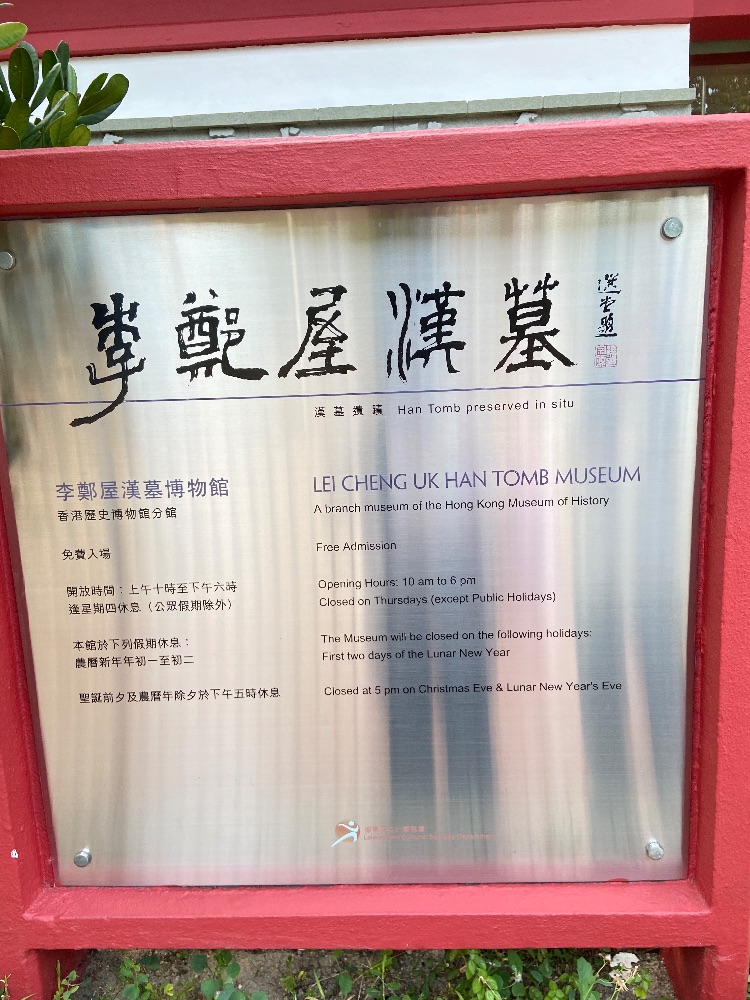 李鄭屋漢墓
選堂題
漢墓遺蹟 Han Tomb preserved in situ
李鄭屋漢墓博物館
香港歷史博物館分館
免費入場
開放時間：上午十時至下午六時
逢星期四休息（公眾假期除外）
本館於下列假期休息：
農曆新年年初一至初二
聖誕前夕及農曆年除夕於下午五時休息
LEI CHENG UK HAN TOMB MUSEUM
A branch museum of the Hong Kong Museum of History
Free Admission
Opening Hours: 10 am to 6 pm
Closed on Thursdays (except Public Holidays)
The Museum will be closed on the following holidays:
First two days of the Lunar New Year
Closed at 5 pm on Christmas Eve & Lunar New Year's Eve